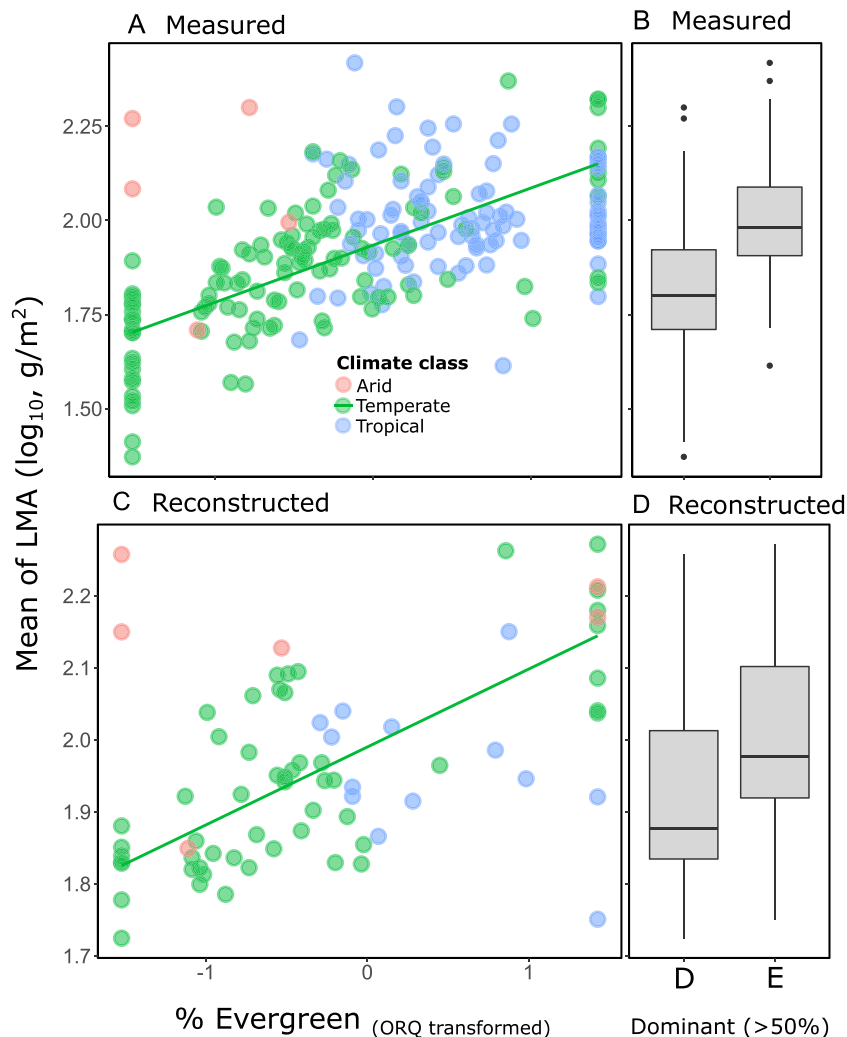 A Measured
B Measured
2.25
2.00
1.75
1.50
Climate class
Arid
Temperate
Tropical
Mean of LMA (log₁₀, g/m²)
C Reconstructed
D Reconstructed
2.2
2.1
2.0
1.9
1.8
1.7
-1 0 1
D E
% Evergreen (ORQ transformed)
Dominant (>50%)